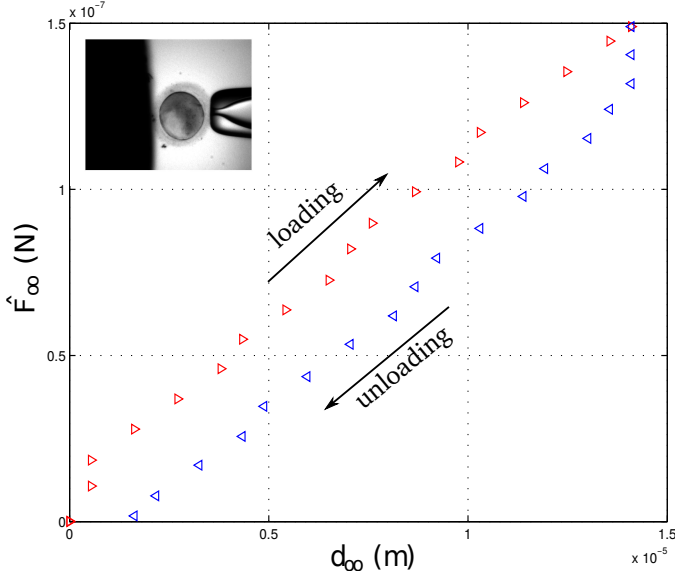 x 10⁻⁷
1.5
1
0.5
0
F̂∞ (N)
loading
unloading
0
0.5
1
1.5
x 10⁻⁵
d∞ (m)